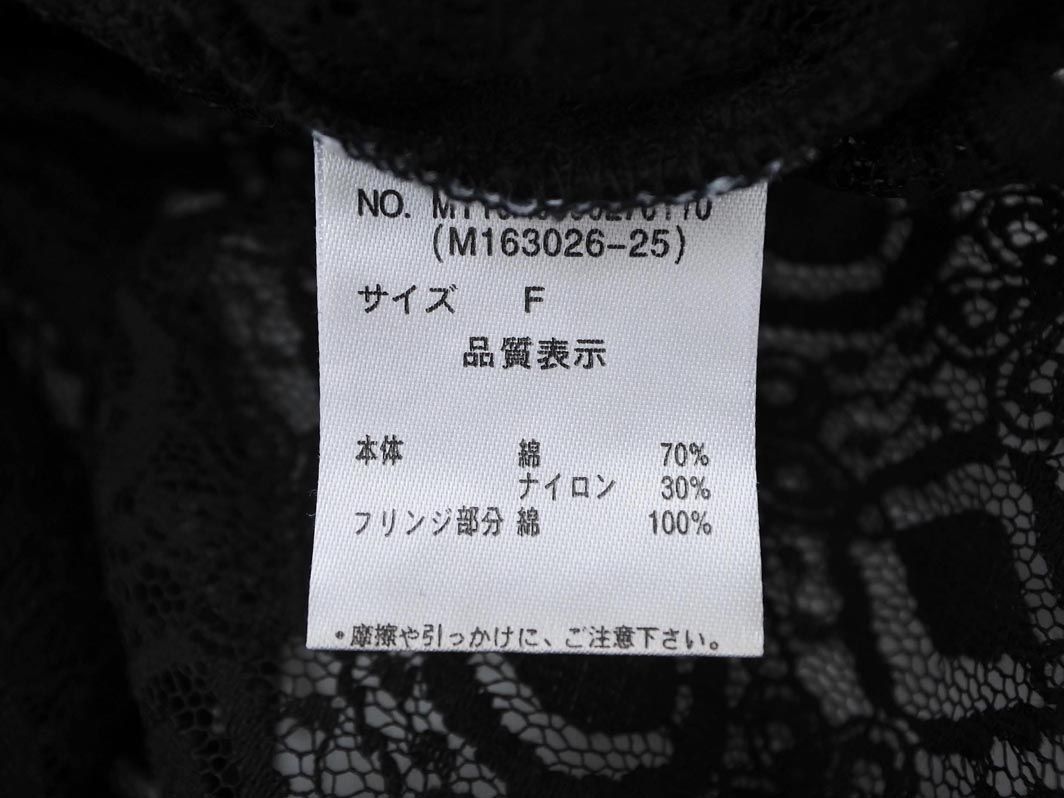 NO.
(M163026-25)
サイズ F
品質表示
本体 綿 70%
ナイロン 30%
フリンジ部分 綿 100%
・摩擦や引っかけに、ご注意下さい。